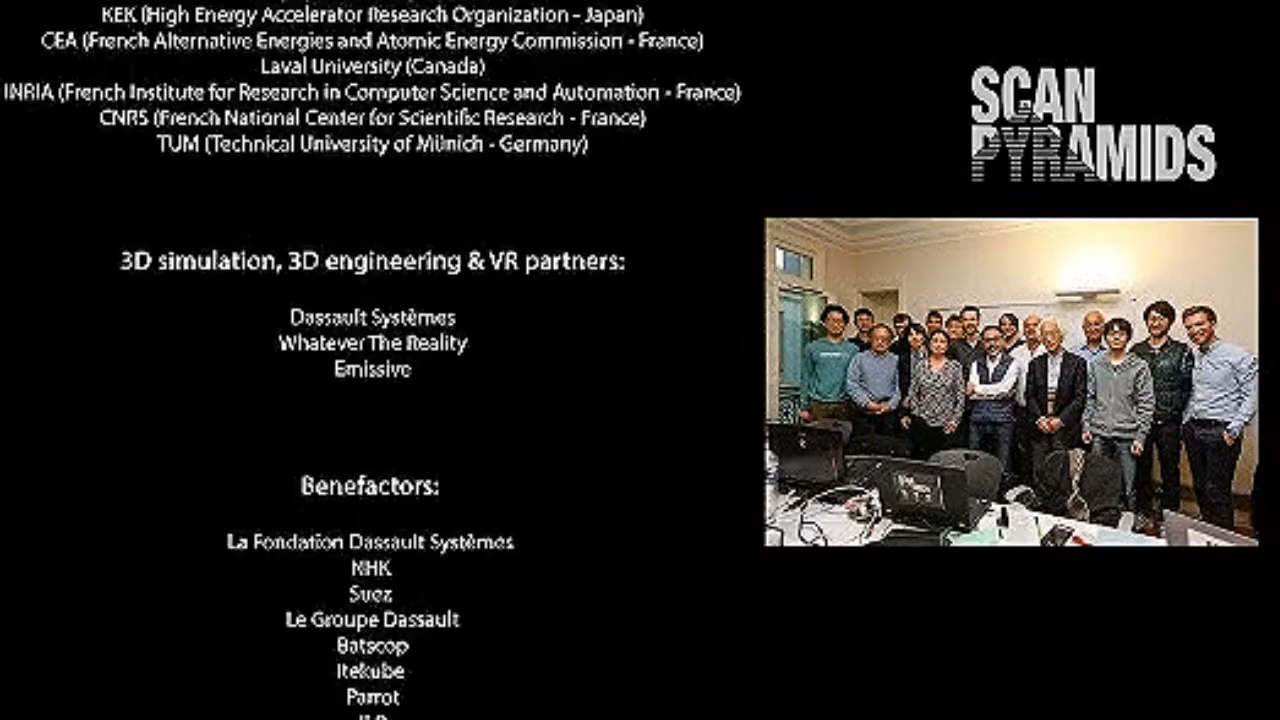 KEK (High Energy Accelerator Research Organization - Japan)
CEA (French Alternative Energies and Atomic Energy Commission - France)
Laval University (Canada)
INRIA (French Institute for Research in Computer Science and Automation - France)
CNRS (French National Center for Scientific Research - France)
TUM (Technical University of Münich - Germany)
3D simulation, 3D engineering & VR partners:
Dassault Systèmes
Whatever The Reality
Emissive
Benefactors:
La Fondation Dassault Systèmes
NHK
Suez
Le Groupe Dassault
Batscop
Itekube
Parrot
SCAN
PYRAMIDS